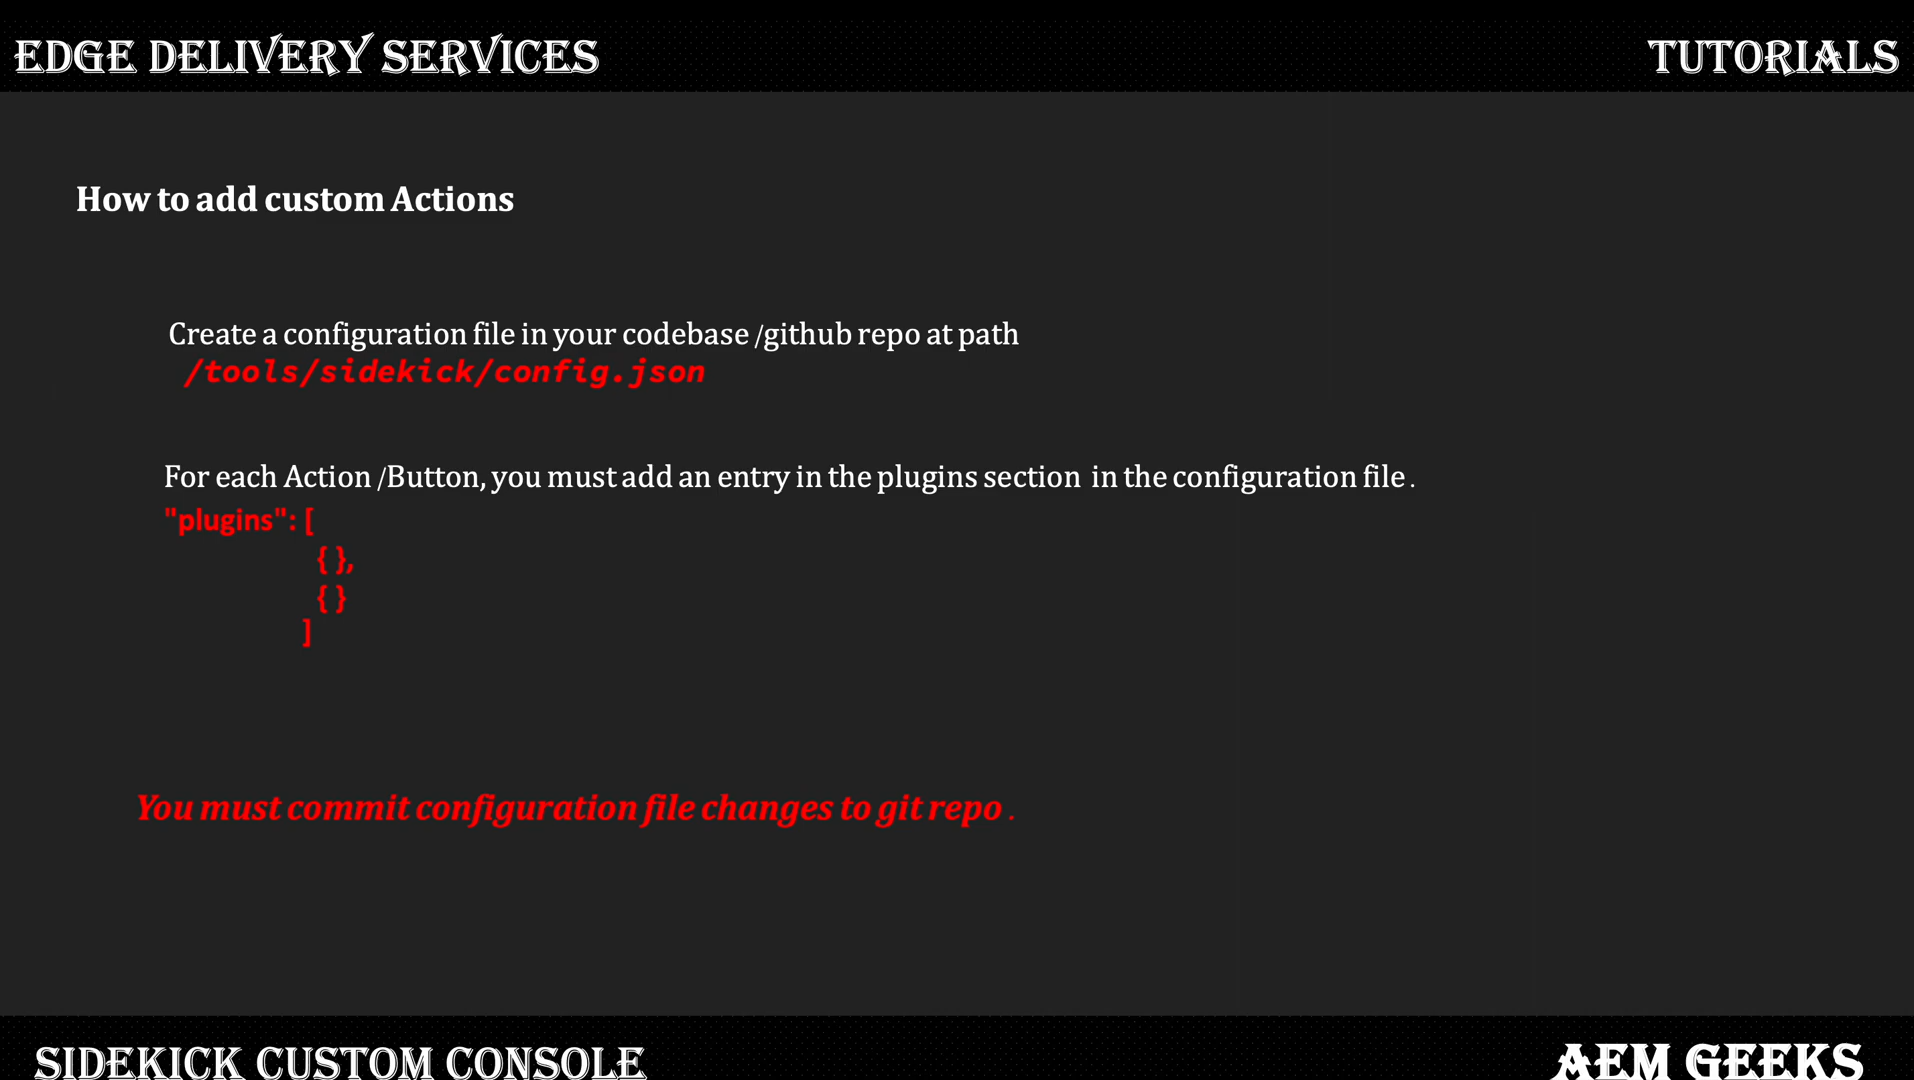 EDGE DELIVERY SERVICES
TUTORIALS
How to add custom Actions
Create a configuration file in your codebase /github repo at path
/tools/sidekick/config.json
For each Action /Button, you must add an entry in the plugins section in the configuration file .
"plugins": [
{ },
{ }
]
You must commit configuration file changes to git repo .
SIDEKICK CUSTOM CONSOLE
AEM GEEKS